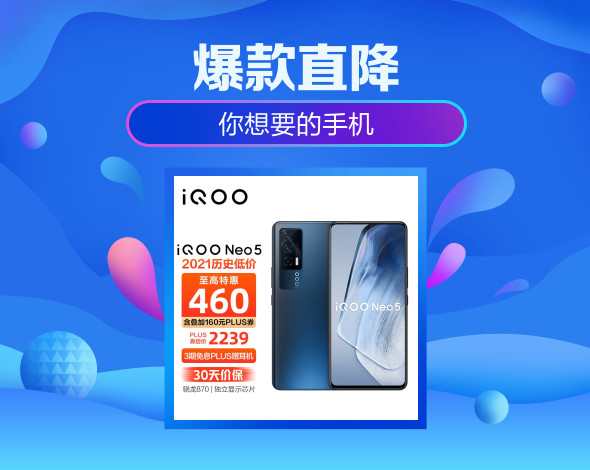 爆款直降
你想要的手机
iQOO
iQOO Neo5
2021历史低价
至高特惠
460
含叠加160元PLUS券
PLUS
券后价
2239
3期免息PLUS赠耳机
30天价保
骁龙870 | 独立显示芯片
iQOO
iQOO Neo5